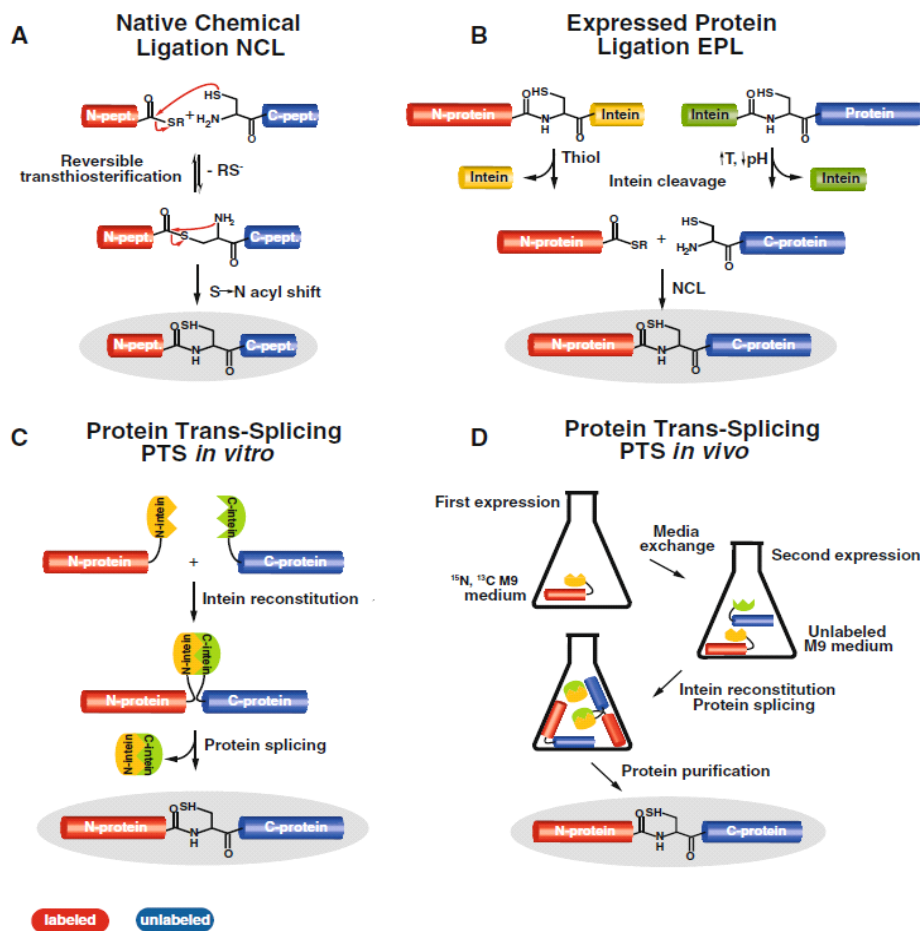 A
Native Chemical
Ligation NCL
N-pept.
O
SR
+
HS
H2N
O
C-pept.
Reversible
transthiosterification
- RS-
N-pept.
O
S
NH2
O
C-pept.
S→N acyl shift
N-pept.
O
SH
N
H
O
C-pept.
B
Expressed Protein
Ligation EPL
N-protein
O
HS
N
H
O
Intein
Intein
O
HS
N
H
O
Protein
Intein
Thiol
↑T, ↓pH
Intein
Intein cleavage
N-protein
O
SR
+
HS
H2N
O
C-protein
NCL
N-protein
O
SH
N
H
O
C-protein
C
Protein Trans-Splicing
PTS in vitro
N-intein
C-intein
N-protein
+
C-protein
Intein reconstitution
N-intein
C-intein
N-protein
C-protein
N-intein
C-intein
Protein splicing
N-protein
O
SH
N
H
O
C-protein
D
Protein Trans-Splicing
PTS in vivo
First expression
Media
exchange
Second expression
15N, 13C M9
medium
Unlabeled
M9 medium
Intein reconstitution
Protein splicing
Protein purification
N-protein
O
SH
N
H
O
C-protein
labeled
unlabeled